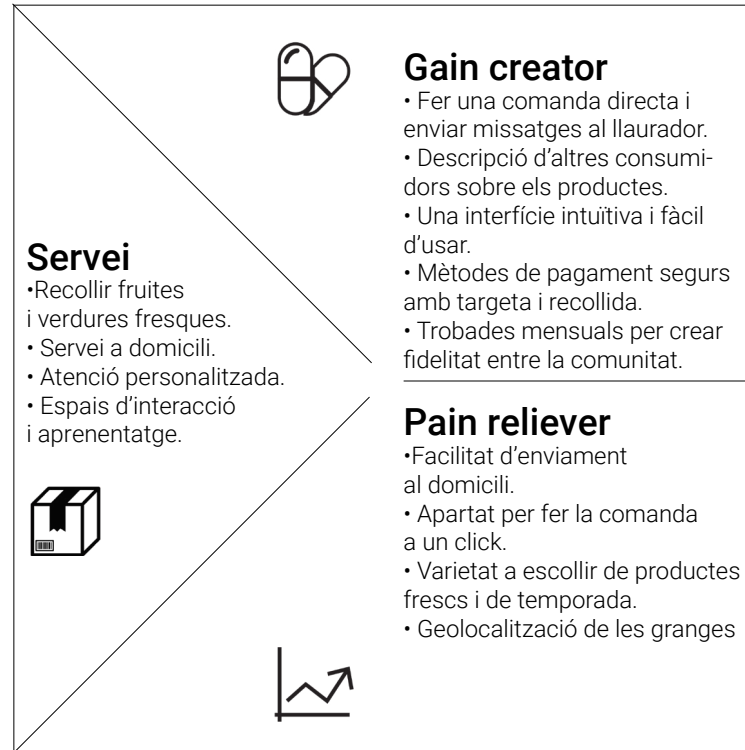 Gain creator
• Fer una comanda directa i
enviar missatges al llaurador.
• Descripció d'altres consumi-
dors sobre els productes.
• Una interfície intuïtiva i fàcil
d'usar.
• Mètodes de pagament segurs
amb targeta i recollida.
• Trobades mensuals per crear
fidelitat entre la comunitat.
Servei
•Recollir fruites
i verdures fresques.
• Servei a domicili.
• Atenció personalitzada.
• Espais d'interacció
i aprenentatge.
Pain reliever
•Facilitat d'enviament
al domicili.
• Apartat per fer la comanda
a un click.
• Varietat a escollir de productes
frescs i de temporada.
• Geolocalització de les granges